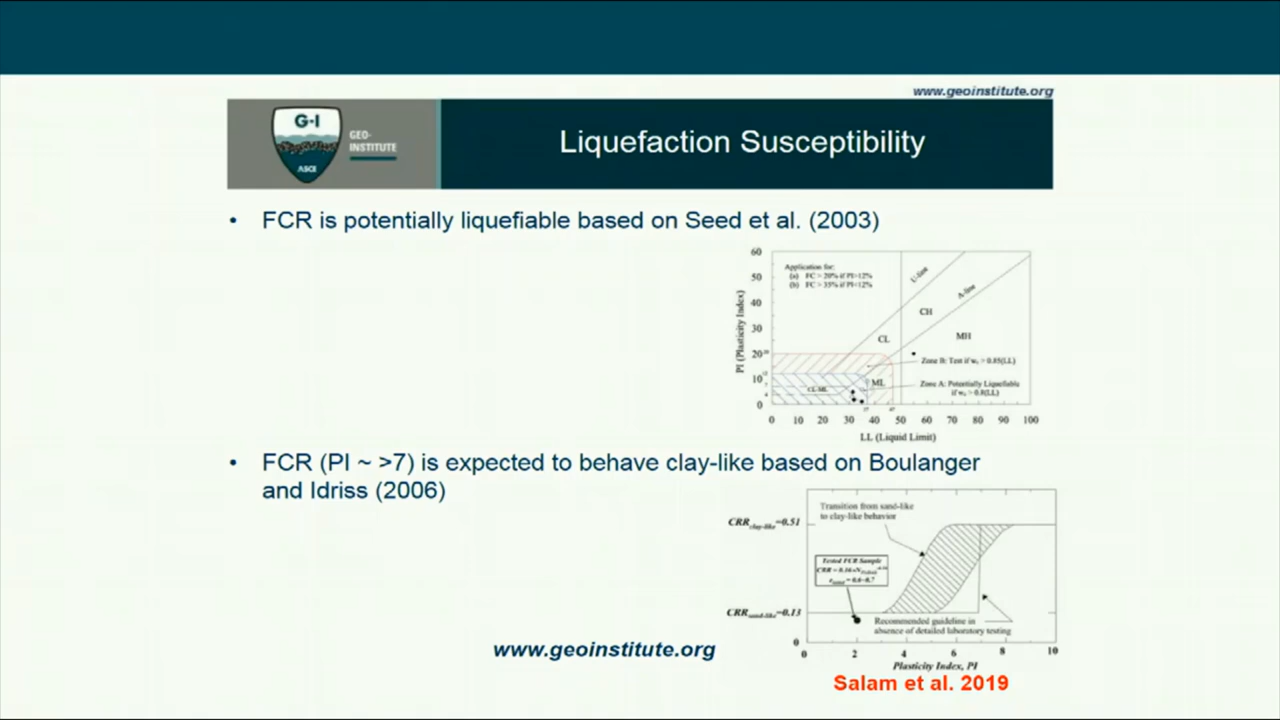 www.geoinstitute.org
G-I
GEO-
INSTITUTE
ASCE
Liquefaction Susceptibility
• FCR is potentially liquefiable based on Seed et al. (2003)
60
50
40
30
20
10
0
PI (Plasticity Index)
Application for:
(a) FC > 20% if PI>12%
(b) FC > 35% if PI<12%
U-line
A-line
CH
CL
MH
Zone B: Test if
> 0.85(LL)
ML
CL-ML
Zone A: Potentially Liquefiable
> 0.8(LL)
0 10 20 30 40 50 60 70 80 90 100
LL (Liquid Limit)
• FCR (PI ~ >7) is expected to behave clay-like based on Boulanger
and Idriss (2006)
Transition from sand-like
to clay-like behavior
CRRclay-like=0.51
Tested FCR Sample
CRRsand-like=0.13
Recommended guideline in
absence of detailed laboratory testing
0
0 2 4 6 8 10
Plasticity Index, PI
www.geoinstitute.org
Salam et al. 2019